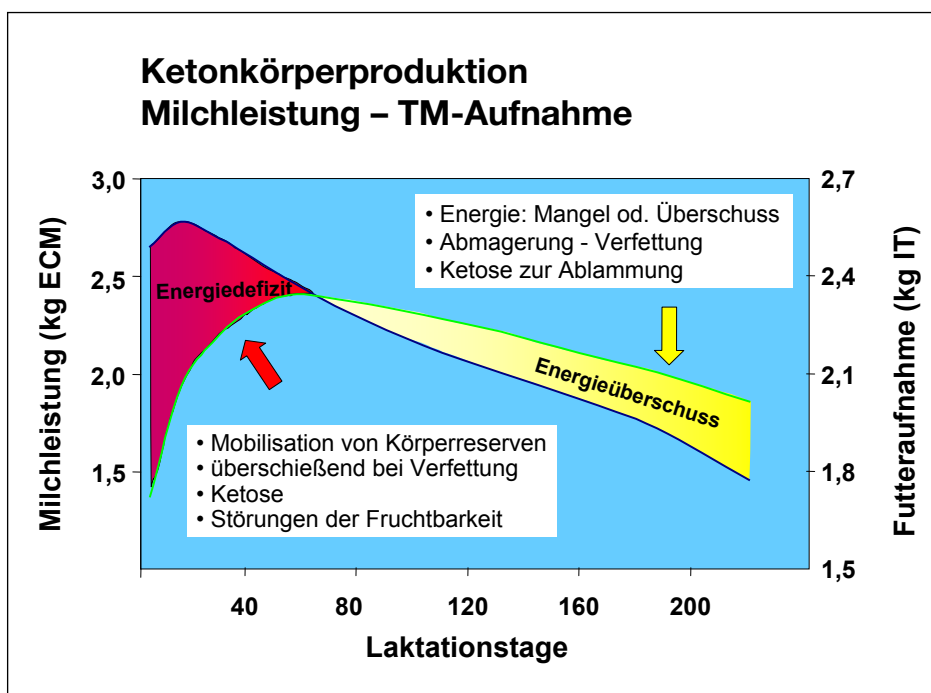 Ketonkörperproduktion
Milchleistung – TM-Aufnahme
Milchleistung (kg ECM)
3,0
2,5
2,0
1,5
Energiedefizit
• Mobilisation von Körperreserven
• überschießend bei Verfettung
• Ketose
• Störungen der Fruchtbarkeit
• Energie: Mangel od. Überschuss
• Abmagerung - Verfettung
• Ketose zur Ablammung
Energieüberschuss
2,7
2,4
2,1
1,8
1,5
Futteraufnahme (kg IT)
40 80 120 160 200
Laktationstage